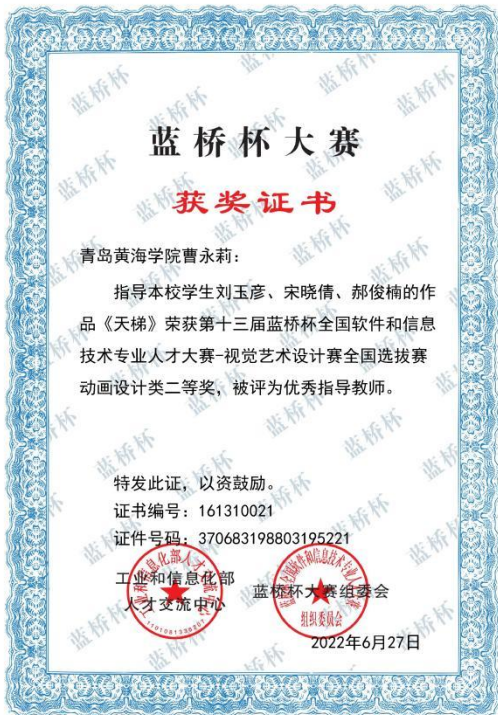 蓝桥杯大赛
获奖证书
青岛黄海学院曹永莉：
指导本校学生刘玉彦、宋晓倩、郝俊楠的作
品《天梯》荣获第十三届蓝桥杯全国软件和信息
技术专业人才大赛-视觉艺术设计赛全国选拔赛
动画设计类二等奖，被评为优秀指导教师。
特发此证，以资鼓励。
证书编号：161310021
证件号码：370683198803195221
工业和信息化部
人才交流中心
蓝桥杯大赛组委会
组织委员会
2022年6月27日